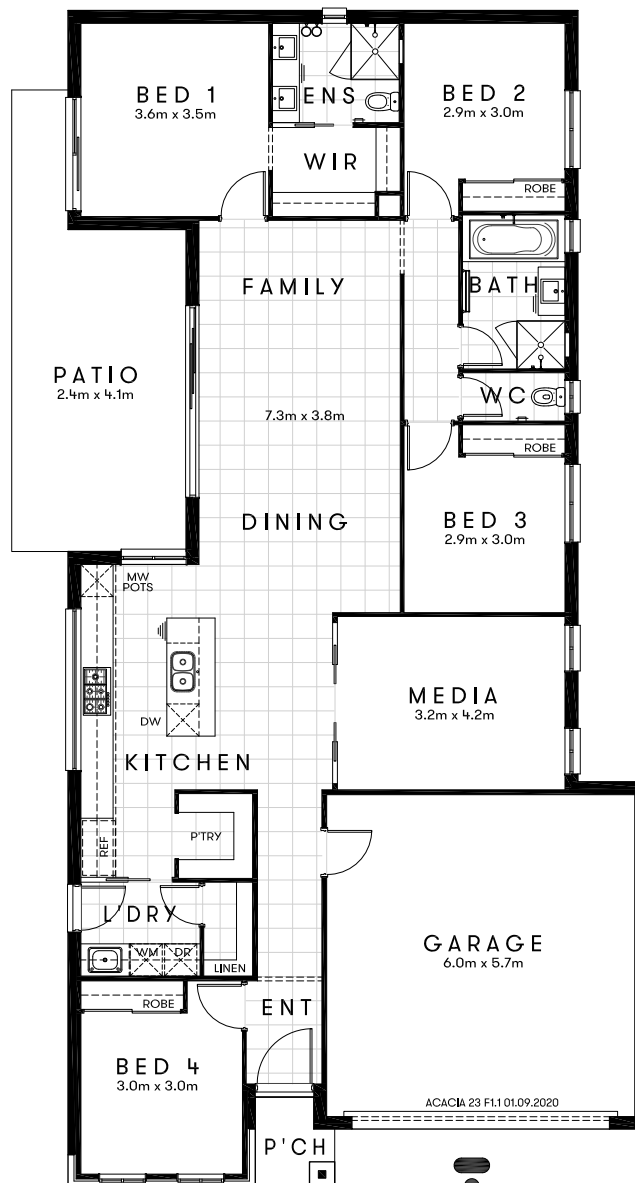 BED 1
3.6m x 3.5m
ENS
BED 2
2.9m x 3.0m
WIR
ROBE
FAMILY
BATH
PATIO
2.4m x 4.1m
WC
7.3m x 3.8m
ROBE
DINING
BED 3
2.9m x 3.0m
MW
POTS
MEDIA
3.2m x 4.2m
DW
KITCHEN
P'TRY
REF
L'DRY
WM
DR
LINEN
GARAGE
6.0m x 5.7m
ROBE
ENT
BED 4
3.0m x 3.0m
ACACIA 23 F1.1 01.09.2020
P'CH